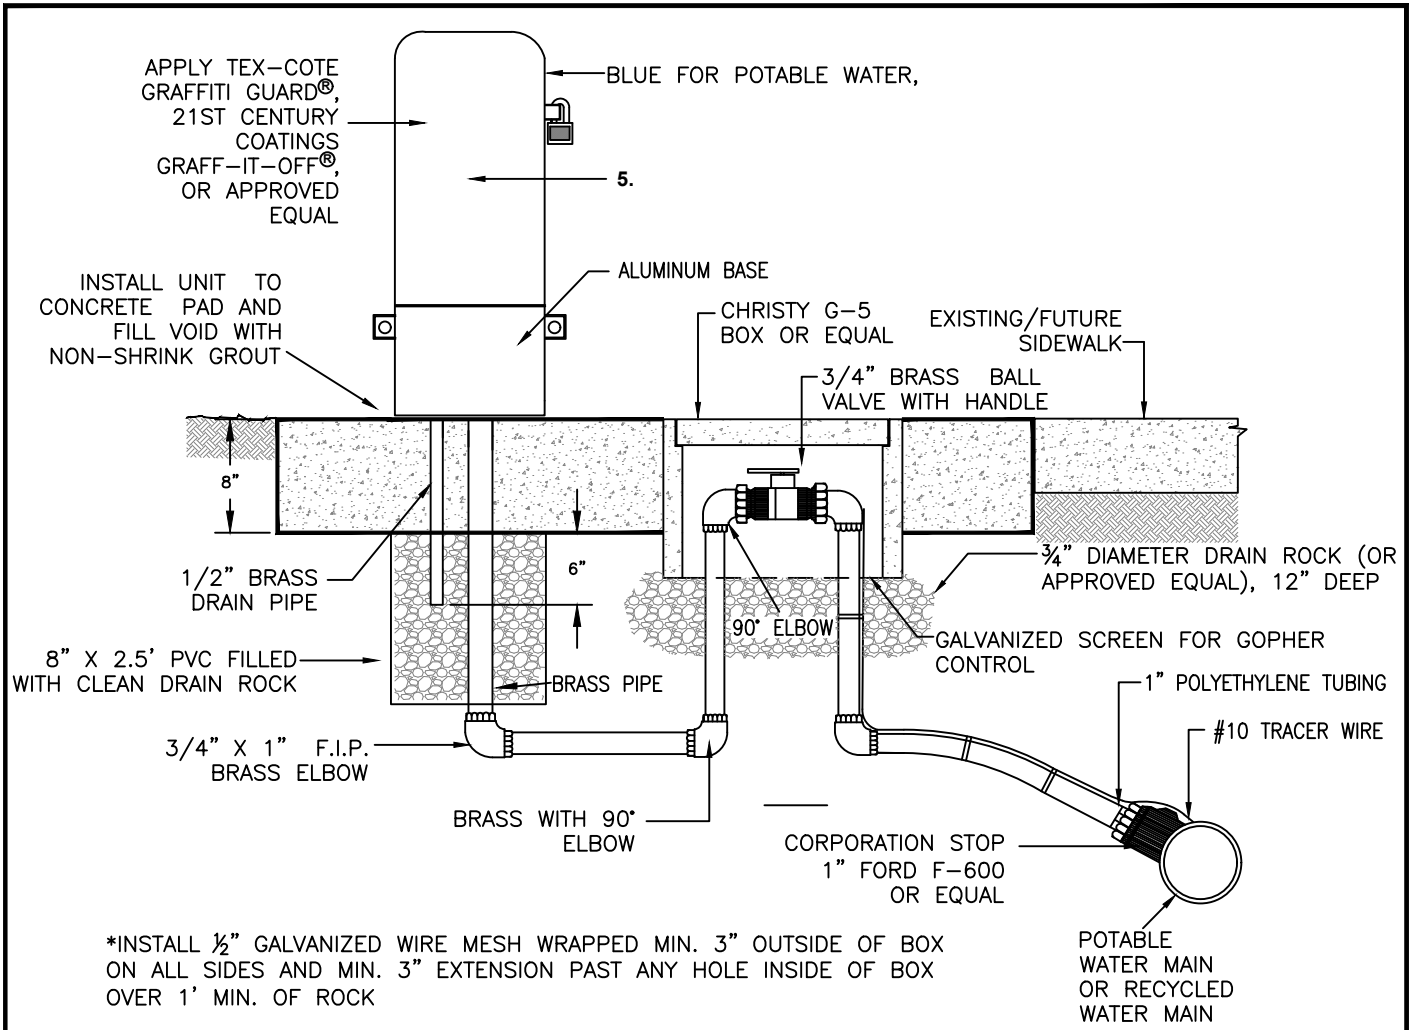 APPLY TEX-COTE
GRAFFITI GUARD®,
21ST CENTURY
COATINGS
GRAFF-IT-OFF®,
OR APPROVED
EQUAL
BLUE FOR POTABLE WATER,
5.
ALUMINUM BASE
INSTALL UNIT TO
CONCRETE PAD AND
FILL VOID WITH
NON-SHRINK GROUT
CHRISTY G-5
BOX OR EQUAL
EXISTING/FUTURE
SIDEWALK
3/4" BRASS BALL
VALVE WITH HANDLE
8"
6"
1/2" BRASS
DRAIN PIPE
¾" DIAMETER DRAIN ROCK (OR
APPROVED EQUAL), 12" DEEP
90° ELBOW
GALVANIZED SCREEN FOR GOPHER
CONTROL
8" X 2.5' PVC FILLED
WITH CLEAN DRAIN ROCK
BRASS PIPE
1" POLYETHYLENE TUBING
#10 TRACER WIRE
3/4" X 1" F.I.P.
BRASS ELBOW
BRASS WITH 90°
ELBOW
CORPORATION STOP
1" FORD F-600
OR EQUAL
POTABLE
WATER MAIN
OR RECYCLED
WATER MAIN
*INSTALL ½" GALVANIZED WIRE MESH WRAPPED MIN. 3" OUTSIDE OF BOX
ON ALL SIDES AND MIN. 3" EXTENSION PAST ANY HOLE INSIDE OF BOX
OVER 1' MIN. OF ROCK